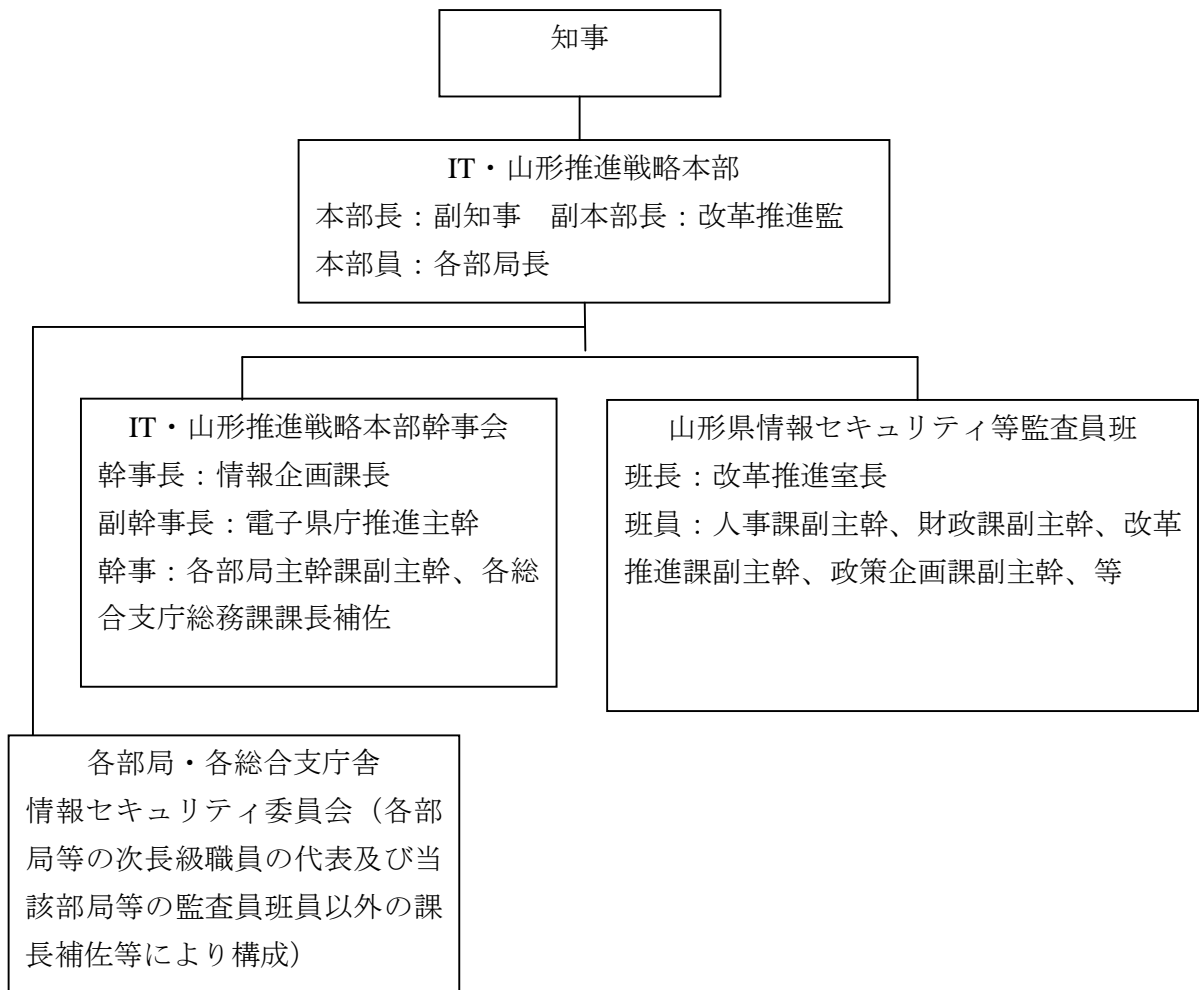 知事
IT・山形推進戦略本部
本部長：副知事　副本部長：改革推進監
本部員：各部局長
IT・山形推進戦略本部幹事会
幹事長：情報企画課長
副幹事長：電子県庁推進主幹
幹事：各部局主幹課副主幹、各総
合支庁総務課課長補佐
山形県情報セキュリティ等監査員班
班長：改革推進室長
班員：人事課副主幹、財政課副主幹、改革
推進課副主幹、政策企画課副主幹、等
各部局・各総合支庁舎
情報セキュリティ委員会（各部
局等の次長級職員の代表及び当
該部局等の監査員班員以外の課
長補佐等により構成）